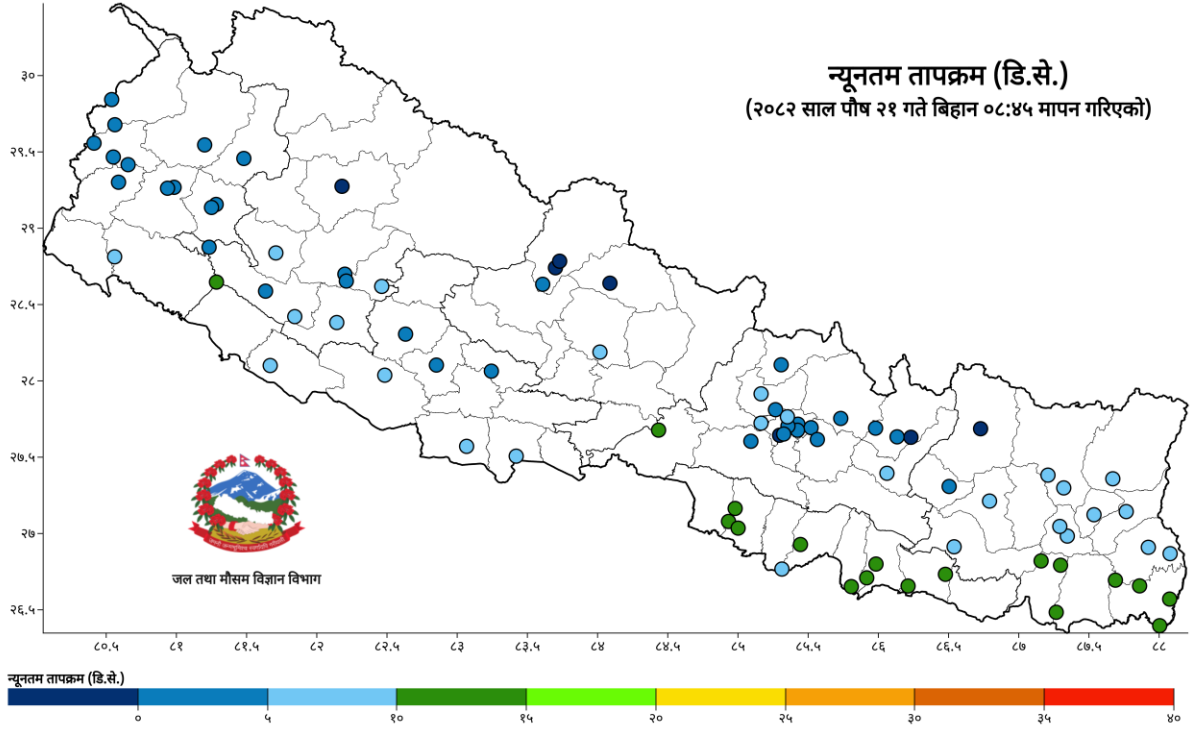 न्यूनतम तापक्रम (डि.से.)
(२०८२ साल पौष २१ गते बिहान ०८:४५ मापन गरिएको)
३०
२९.५
२९
२८.५
२८
२७.५
२७
२६.५
जल तथा मौसम विज्ञान विभाग
८०.५ ८१ ८१.५ ८२ ८२.५ ८३ ८३.५ ८४ ८४.५ ८५ ८५.५ ८६ ८६.५ ८७ ८७.५ ८८
न्यूनतम तापक्रम (डि.से.)
० ५ १० १५ २० २५ ३० ३५ ४०